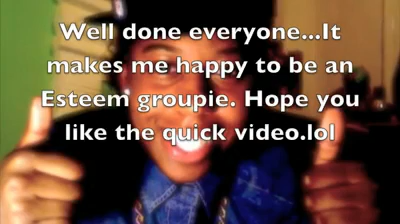 Well done everyone...It
makes me happy to be an
Esteem groupie. Hope you
like the quick video.lol